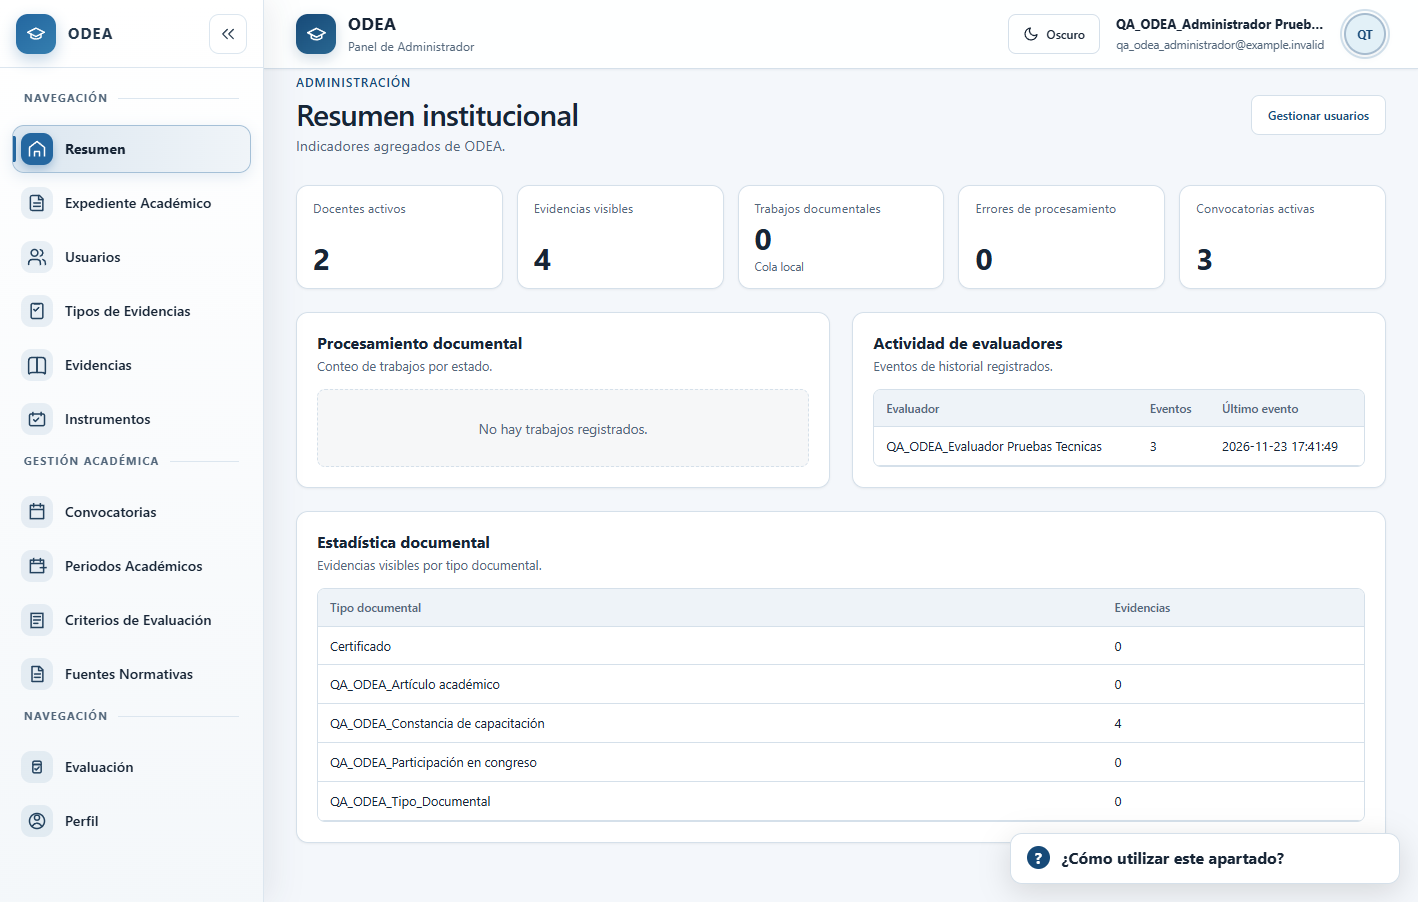 ODEA
NAVEGACIÓN
Resumen
Expediente Académico
Usuarios
Tipos de Evidencias
Evidencias
Instrumentos
GESTIÓN ACADÉMICA
Convocatorias
Periodos Académicos
Criterios de Evaluación
Fuentes Normativas
NAVEGACIÓN
Evaluación
Perfil
ODEA
Panel de Administrador
Oscuro
QA_ODEA_Administrador Prueb...
qa_odea_administrador@example.invalid
QT
ADMINISTRACIÓN
Resumen institucional
Indicadores agregados de ODEA.
Gestionar usuarios
Docentes activos
2
Evidencias visibles
4
Trabajos documentales
0
Cola local
Errores de procesamiento
0
Convocatorias activas
3
Procesamiento documental
Conteo de trabajos por estado.
No hay trabajos registrados.
Actividad de evaluadores
Eventos de historial registrados.
Evaluador Eventos Último evento
QA_ODEA_Evaluador Pruebas Tecnicas 3 2026-11-23 17:41:49
Estadística documental
Evidencias visibles por tipo documental.
Tipo documental Evidencias
Certificado 0
QA_ODEA_Artículo académico 0
QA_ODEA_Constancia de capacitación 4
QA_ODEA_Participación en congreso 0
QA_ODEA_Tipo_Documental 0
? ¿Cómo utilizar este apartado?